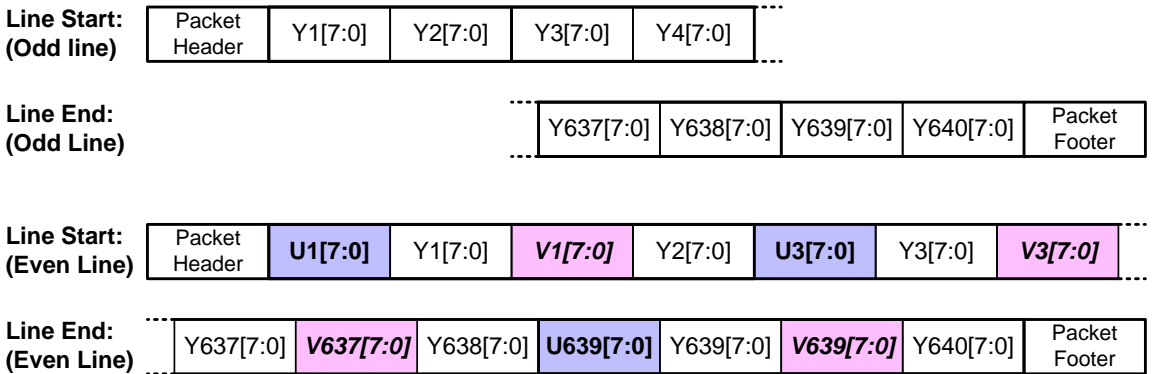 Line Start: Packet Header Y1[7:0] Y2[7:0] Y3[7:0] Y4[7:0]
(Odd line)
Line End: Y637[7:0] Y638[7:0] Y639[7:0] Y640[7:0] Packet Footer
(Odd Line)
Line Start: Packet Header U1[7:0] Y1[7:0] V1[7:0] Y2[7:0] U3[7:0] Y3[7:0] V3[7:0]
(Even Line)
Line End: Y637[7:0] V637[7:0] Y638[7:0] U639[7:0] Y639[7:0] V639[7:0] Y640[7:0] Packet Footer
(Even Line)